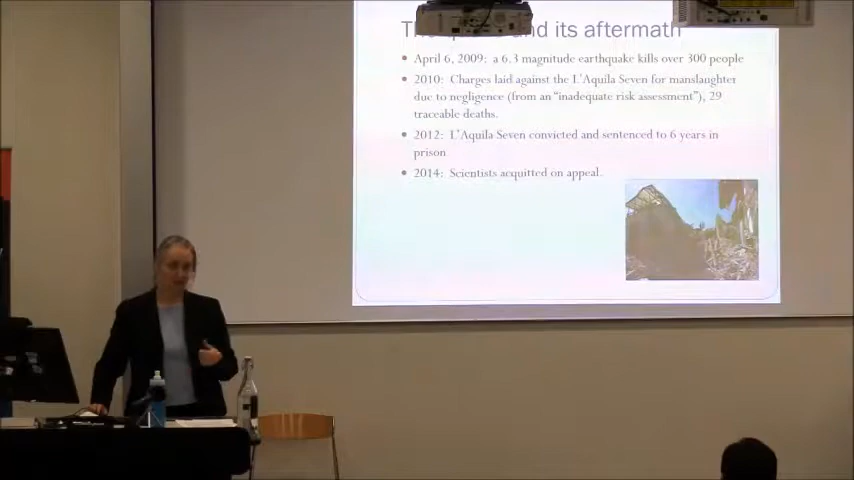 and its aftermath
• April 6, 2009: a 6.3 magnitude earthquake kills over 300 people
• 2010: Charges laid against the L'Aquila Seven for manslaughter
due to negligence (from an "inadequate risk assessment"), 29
traceable deaths.
• 2012: L'Aquila Seven convicted and sentenced to 6 years in
prison
• 2014: Scientists acquitted on appeal.